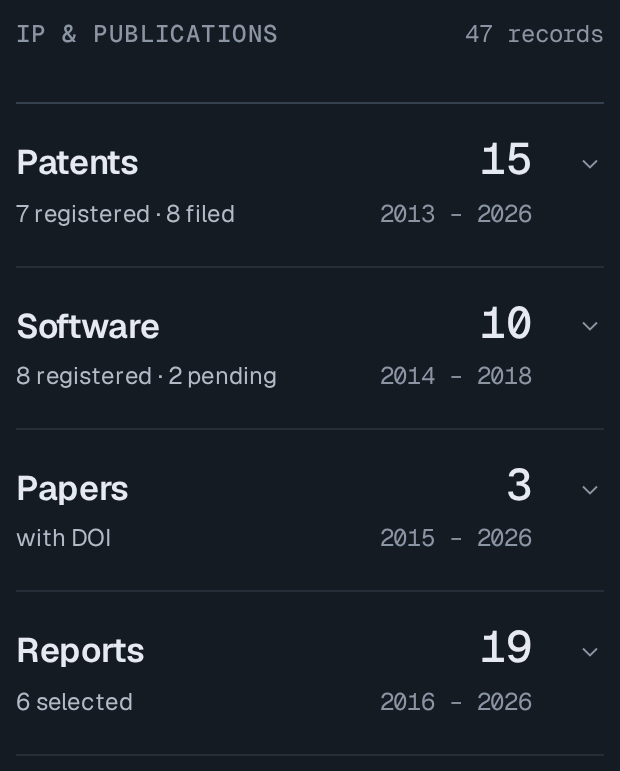 IP & PUBLICATIONS 47 records
Patents 15
7 registered · 8 filed 2013 – 2026
Software 10
8 registered · 2 pending 2014 – 2018
Papers 3
with DOI 2015 – 2026
Reports 19
6 selected 2016 – 2026